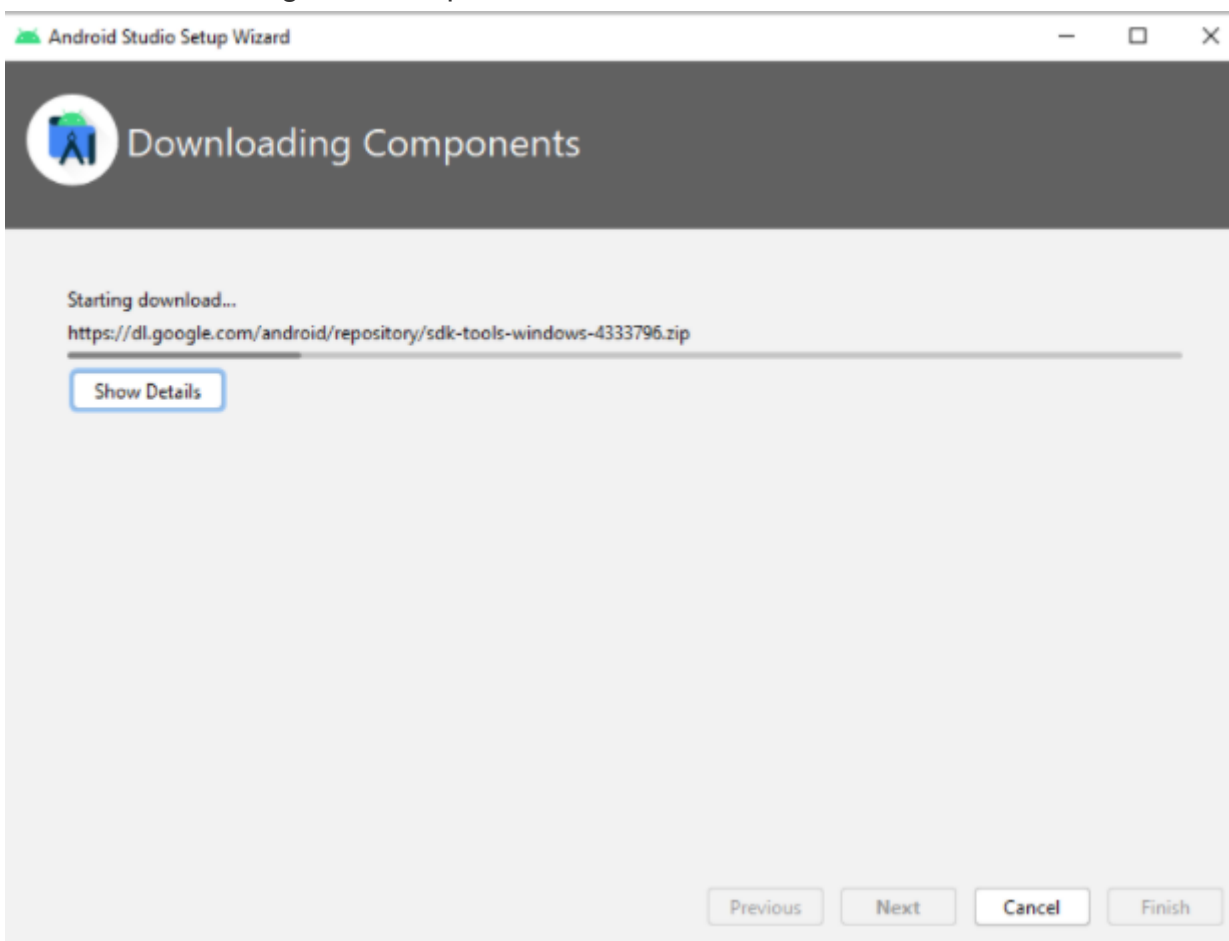 Android Studio Setup Wizard
Downloading Components
Starting download...
https://dl.google.com/android/repository/sdk-tools-windows-4333796.zip
Show Details
Previous Next Cancel Finish